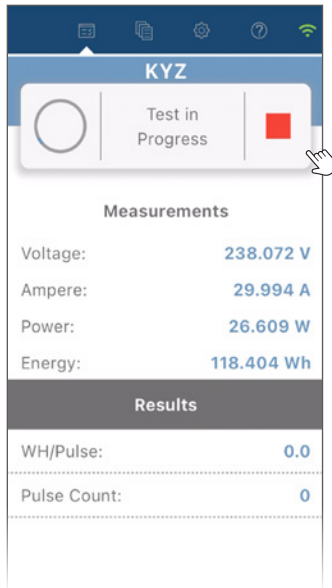 KYZ
Test in
Progress
Measurements
Voltage: 238.072 V
Ampere: 29.994 A
Power: 26.609 W
Energy: 118.404 Wh
Results
WH/Pulse: 0.0
Pulse Count: 0